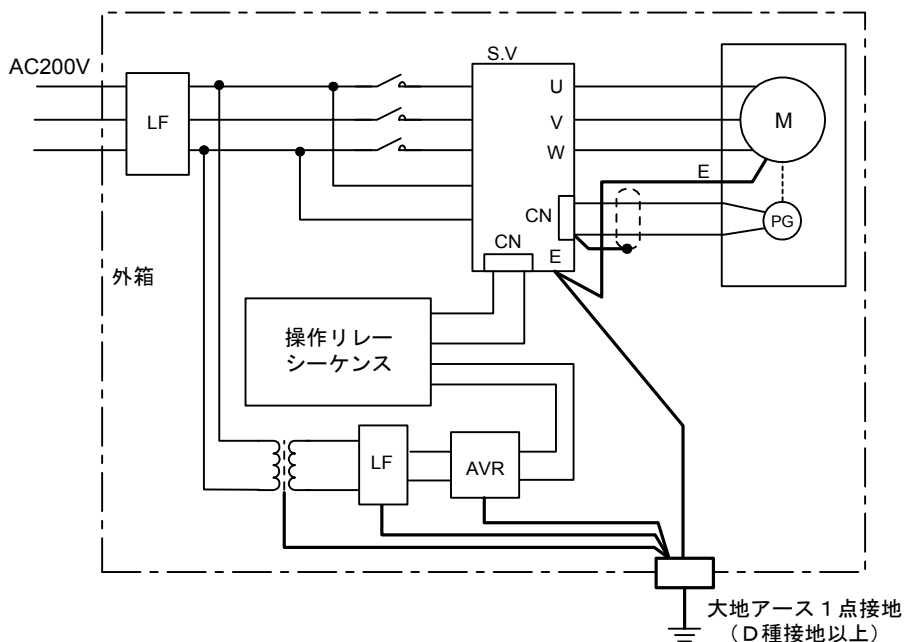 S.V
AC200V
LF
U
V
W
M
E
CN
PG
CN
E
外箱
操作リレー
シーケンス
LF
AVR
大地アース1点接地
(D種接地以上)